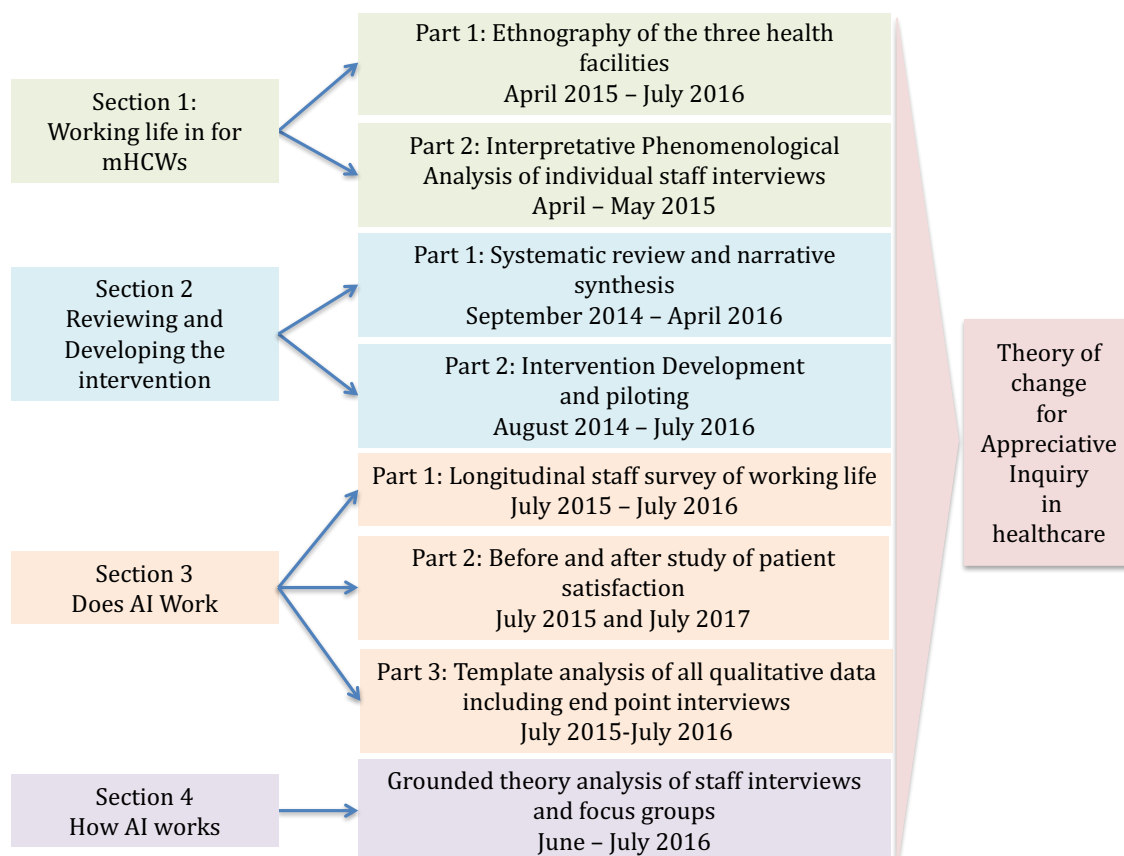 Section 1:
Working life in for
mHCWs
Part 1: Ethnography of the three health
facilities
April 2015 – July 2016
Part 2: Interpretative Phenomenological
Analysis of individual staff interviews
April – May 2015
Section 2
Reviewing and
Developing the
intervention
Part 1: Systematic review and narrative
synthesis
September 2014 – April 2016
Part 2: Intervention Development
and piloting
August 2014 – July 2016
Section 3
Does AI Work
Part 1: Longitudinal staff survey of working life
July 2015 – July 2016
Part 2: Before and after study of patient
satisfaction
July 2015 and July 2017
Part 3: Template analysis of all qualitative data
including end point interviews
July 2015-July 2016
Section 4
How AI works
Grounded theory analysis of staff interviews
and focus groups
June – July 2016
Theory of
change
for
Appreciative
Inquiry
in
healthcare